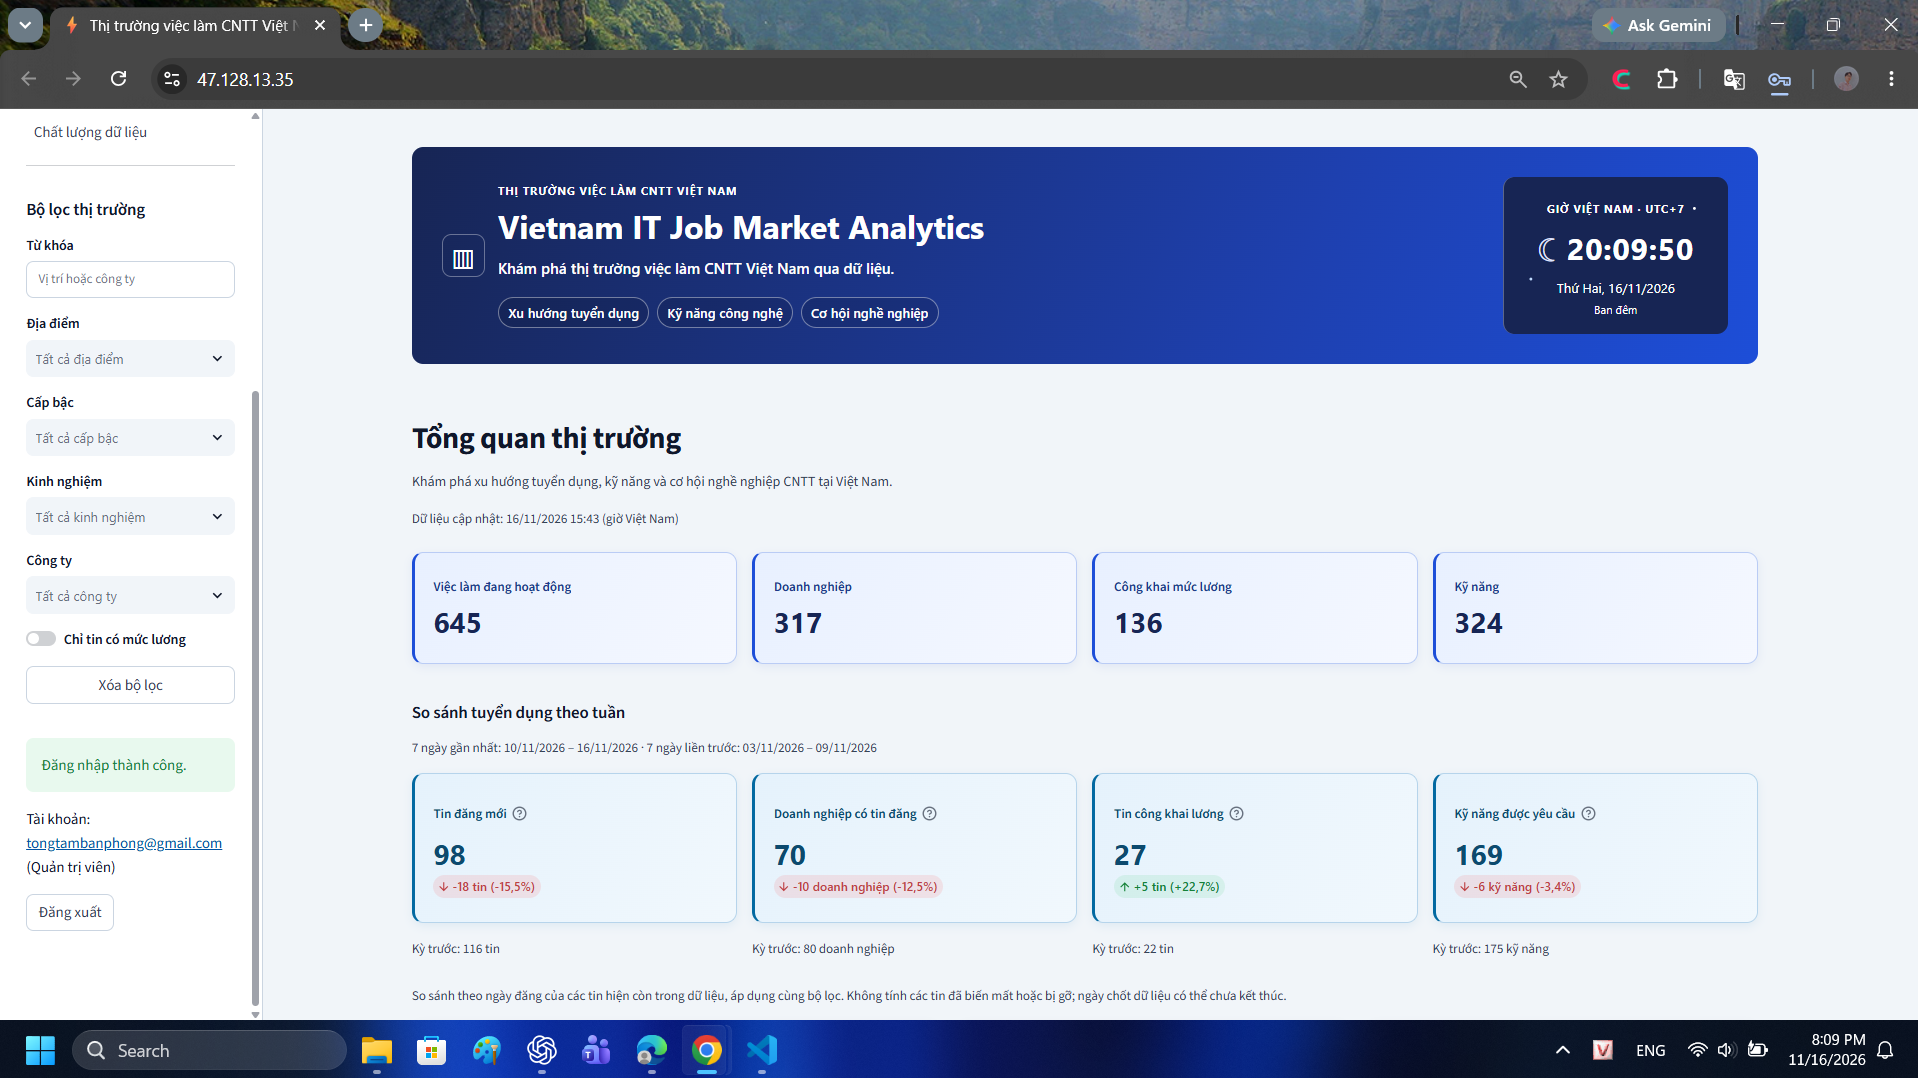 Thị trường việc làm CNTT Việt N
Ask Gemini
47.128.13.35
Chất lượng dữ liệu
Bộ lọc thị trường
Từ khóa
Vị trí hoặc công ty
Địa điểm
Tất cả địa điểm
Cấp bậc
Tất cả cấp bậc
Kinh nghiệm
Tất cả kinh nghiệm
Công ty
Tất cả công ty
Chỉ tin có mức lương
Xóa bộ lọc
Đăng nhập thành công.
Tài khoản:
tongtambanphong@gmail.com
(Quản trị viên)
Đăng xuất
THỊ TRƯỜNG VIỆC LÀM CNTT VIỆT NAM
Vietnam IT Job Market Analytics
Khám phá thị trường việc làm CNTT Việt Nam qua dữ liệu.
Xu hướng tuyển dụng
Kỹ năng công nghệ
Cơ hội nghề nghiệp
GIỜ VIỆT NAM · UTC+7
20:09:50
Thứ Hai, 16/11/2026
Ban đêm
Tổng quan thị trường
Khám phá xu hướng tuyển dụng, kỹ năng và cơ hội nghề nghiệp CNTT tại Việt Nam.
Dữ liệu cập nhật: 16/11/2026 15:43 (giờ Việt Nam)
Việc làm đang hoạt động
645
Doanh nghiệp
317
Công khai mức lương
136
Kỹ năng
324
So sánh tuyển dụng theo tuần
7 ngày gần nhất: 10/11/2026 – 16/11/2026 · 7 ngày liền trước: 03/11/2026 – 09/11/2026
Tin đăng mới
98
↓ -18 tin (-15,5%)
Kỳ trước: 116 tin
Doanh nghiệp có tin đăng
70
↓ -10 doanh nghiệp (-12,5%)
Kỳ trước: 80 doanh nghiệp
Tin công khai lương
27
↑ +5 tin (+22,7%)
Kỳ trước: 22 tin
Kỹ năng được yêu cầu
169
↓ -6 kỹ năng (-3,4%)
Kỳ trước: 175 kỹ năng
So sánh theo ngày đăng của các tin hiện còn trong dữ liệu, áp dụng cùng bộ lọc. Không tính các tin đã biến mất hoặc bị gỡ; ngày chốt dữ liệu có thể chưa kết thúc.
Search
ENG
8:09 PM
11/16/2026